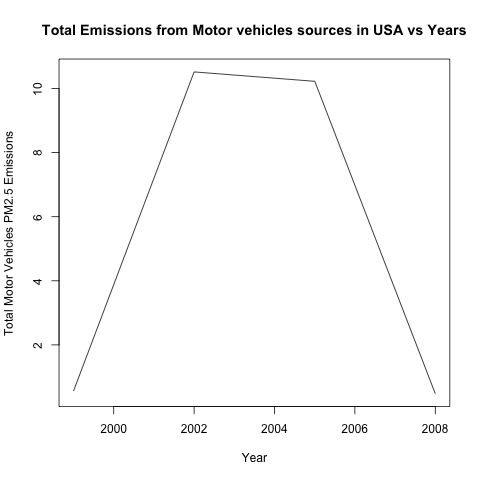 Total Emissions from Motor vehicles sources in USA vs Years
Total Motor Vehicles PM2.5 Emissions
10
8
6
4
2
2000 2002 2004 2006 2008
Year